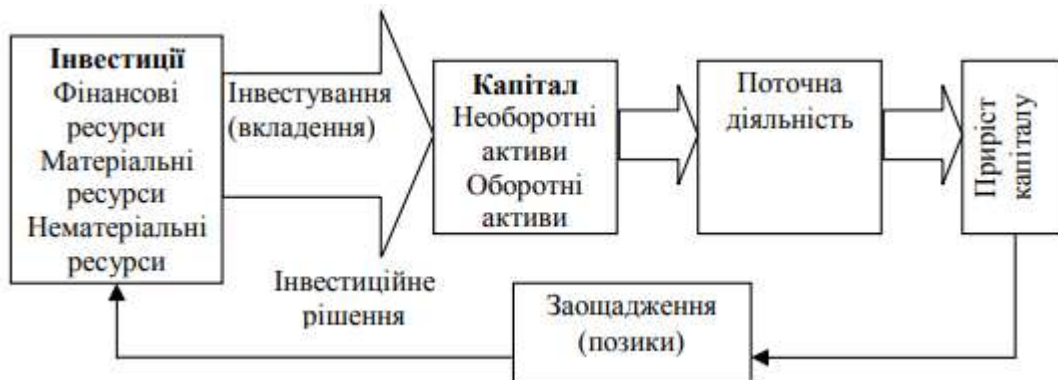 Інвестиції
Фінансові
ресурси
Матеріальні
ресурси
Нематеріальні
ресурси
Інвестування
(вкладення)
Інвестиційне
рішення
Капітал
Необоротні
активи
Оборотні
активи
Поточна
діяльність
Приріст
капіталу
Заощадження
(позики)